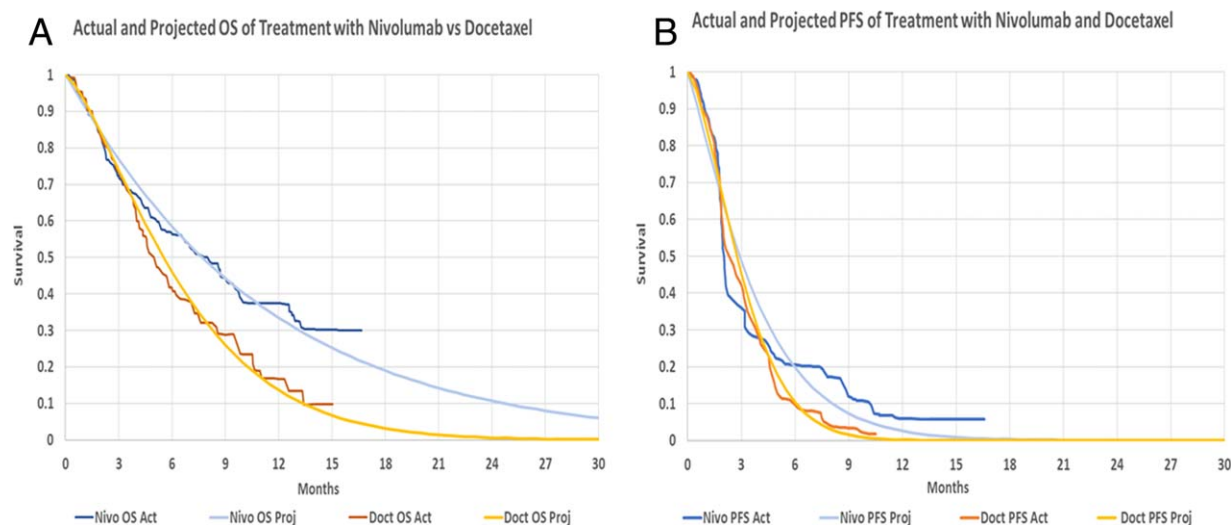 A Actual and Projected OS of Treatment with Nivolumab vs Docetaxel
1
0.9
0.8
0.7
0.6
0.5
0.4
0.3
0.2
0.1
0
Survival
0 3 6 9 12 15 18 21 24 27 30
Months
Nivo OS Act Nivo OS Proj Doct OS Act Doct OS Proj
B Actual and Projected PFS of Treatment with Nivolumab and Docetaxel
1
0.9
0.8
0.7
0.6
0.5
0.4
0.3
0.2
0.1
0
Survival
0 3 6 9 12 15 18 21 24 27 30
Months
Nivo PFS Act Nivo PFS Proj Doct PFS Act Doct PFS Proj